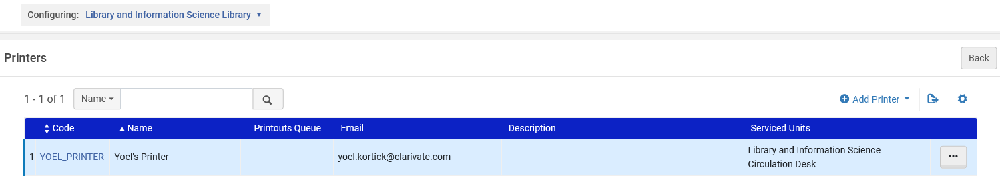 Configuring: Library and Information Science Library
Printers
Back
1 - 1 of 1 Name Add Printer
Code Name Printouts Queue Email Description Serviced Units
1 YOEL_PRINTER Yoel's Printer yoel.kortick@clarivate.com - Library and Information Science
Circulation Desk